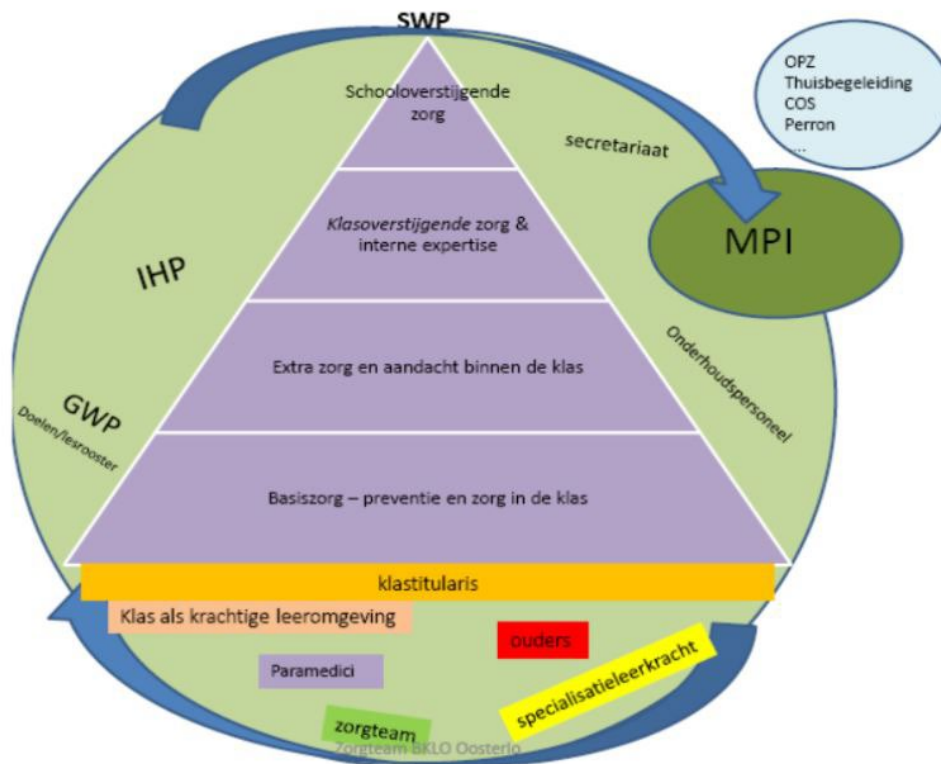 SWP
Schooloverstijgende
zorg
OPZ
Thuisbegeleiding
COS
Perron
....
secretariaat
Klasoverstijgende zorg &
interne expertise
MPI
IHP
Extra zorg en aandacht binnen de klas
Onderhoudspersoneel
GWP
Doelen/lesrooster
Basiszorg – preventie en zorg in de klas
klastitularis
Klas als krachtige leeromgeving
ouders
Paramedici
specialisatieleerkracht
zorgteam
Zorgteam BKLO Oosterlo